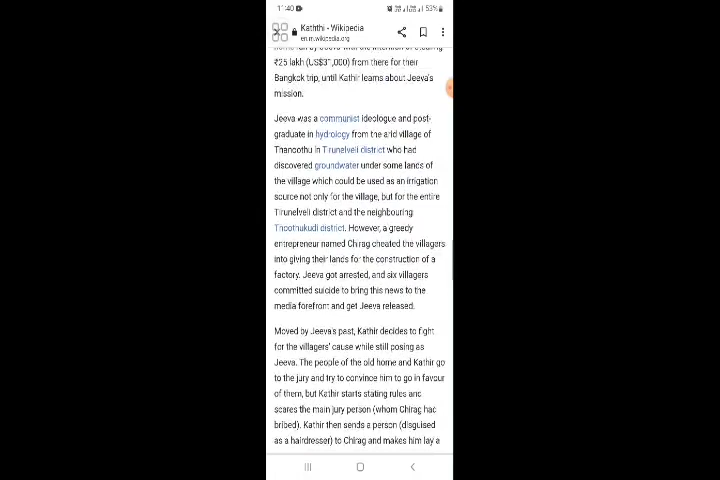 11:40
53%
Kaththi - Wikipedia
en.m.wikipedia.org
₹25 lakh (US$31,000) from there for their
Bangkok trip, until Kathir learns about Jeeva's
mission.
Jeeva was a communist ideologue and post-
graduate in hydrology from the arid village of
Thanoothu in Tirunelveli district who had
discovered groundwater under some lands of
the village which could be used as an irrigation
source not only for the village, but for the entire
Tirunelveli district and the neighbouring
Thoothukudi district. However, a greedy
entrepreneur named Chirag cheated the villagers
into giving their lands for the construction of a
factory. Jeeva got arrested, and six villagers
committed suicide to bring this news to the
media forefront and get Jeeva released.
Moved by Jeeva's past, Kathir decides to fight
for the villagers' cause while still posing as
Jeeva. The people of the old home and Kathir go
to the jury and try to convince him to go in favour
of them, but Kathir starts stating rules and
scares the main jury person (whom Chirag had
bribed). Kathir then sends a person (disguised
as a hairdresser) to Chirag and makes him lay a